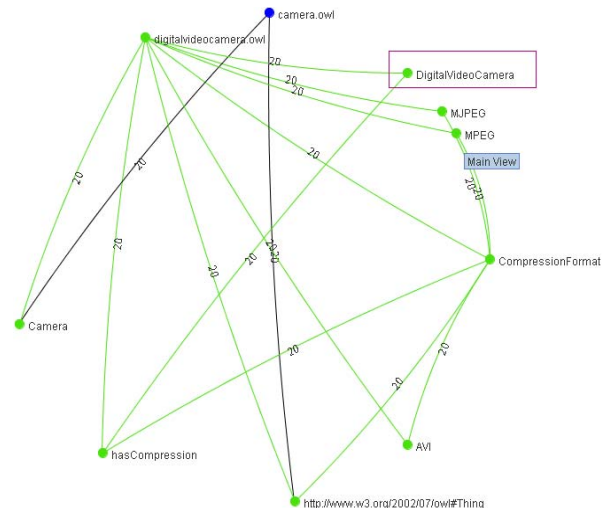 camera.owl
digitalvideocamera.owl
20
DigitalVideoCamera
20
20
MJPEG
MPEG
20
20
Main View
20
20
20
20
20
20
20
20
CompressionFormat
20
Camera
20
20
20
AVI
hasCompression
http://www.w3.org/2002/07/owl#Thing